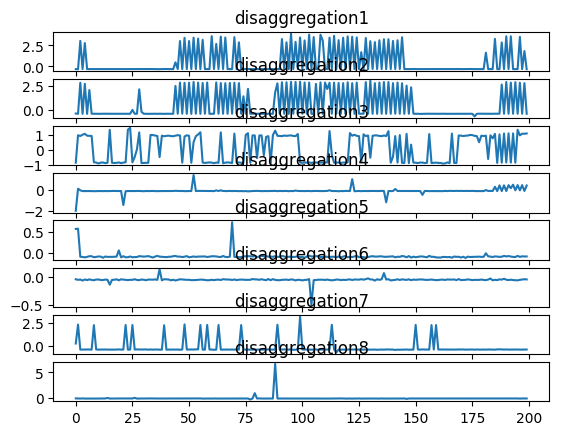 disaggregation1
2.5
0.0
disaggregation2
2.5
0.0
disaggregation3
1
0
−1
disaggregation4
0
−2
disaggregation5
0.5
0.0
disaggregation6
0.0
−0.5
disaggregation7
2.5
0.0
disaggregation8
5
0
0 25 50 75 100 125 150 175 200